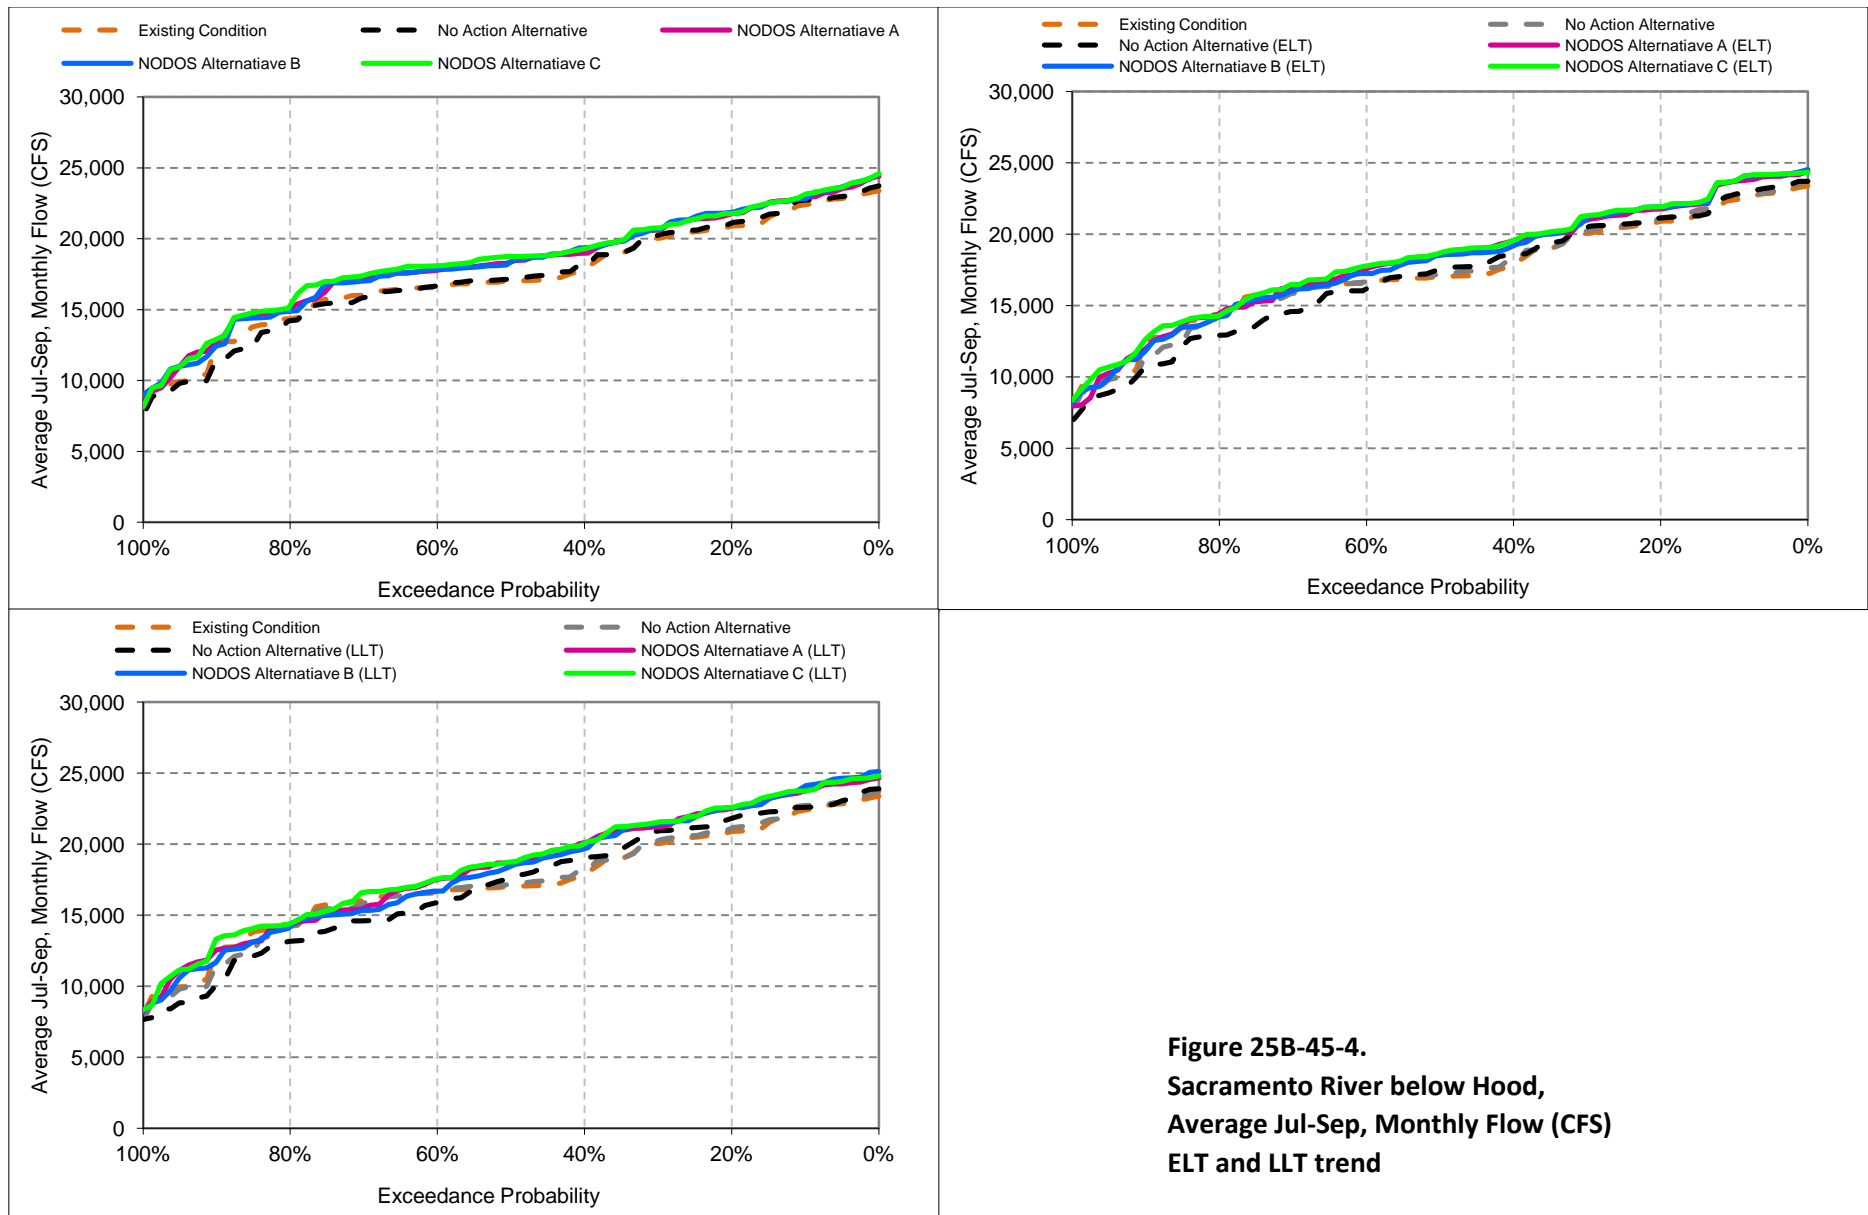 Existing Condition
No Action Alternative
NODOS Alternatiave A
NODOS Alternatiave B
NODOS Alternatiave C
Average Jul-Sep, Monthly Flow (CFS)
30,000
25,000
20,000
15,000
10,000
5,000
0
100% 80% 60% 40% 20% 0%
Exceedance Probability
Existing Condition
No Action Alternative
No Action Alternative (ELT)
NODOS Alternatiave A (ELT)
NODOS Alternatiave B (ELT)
NODOS Alternatiave C (ELT)
Average Jul-Sep, Monthly Flow (CFS)
30,000
25,000
20,000
15,000
10,000
5,000
0
100% 80% 60% 40% 20% 0%
Exceedance Probability
Existing Condition
No Action Alternative
No Action Alternative (LLT)
NODOS Alternatiave A (LLT)
NODOS Alternatiave B (LLT)
NODOS Alternatiave C (LLT)
Average Jul-Sep, Monthly Flow (CFS)
30,000
25,000
20,000
15,000
10,000
5,000
0
100% 80% 60% 40% 20% 0%
Exceedance Probability
Figure 25B-45-4.
Sacramento River below Hood,
Average Jul-Sep, Monthly Flow (CFS)
ELT and LLT trend